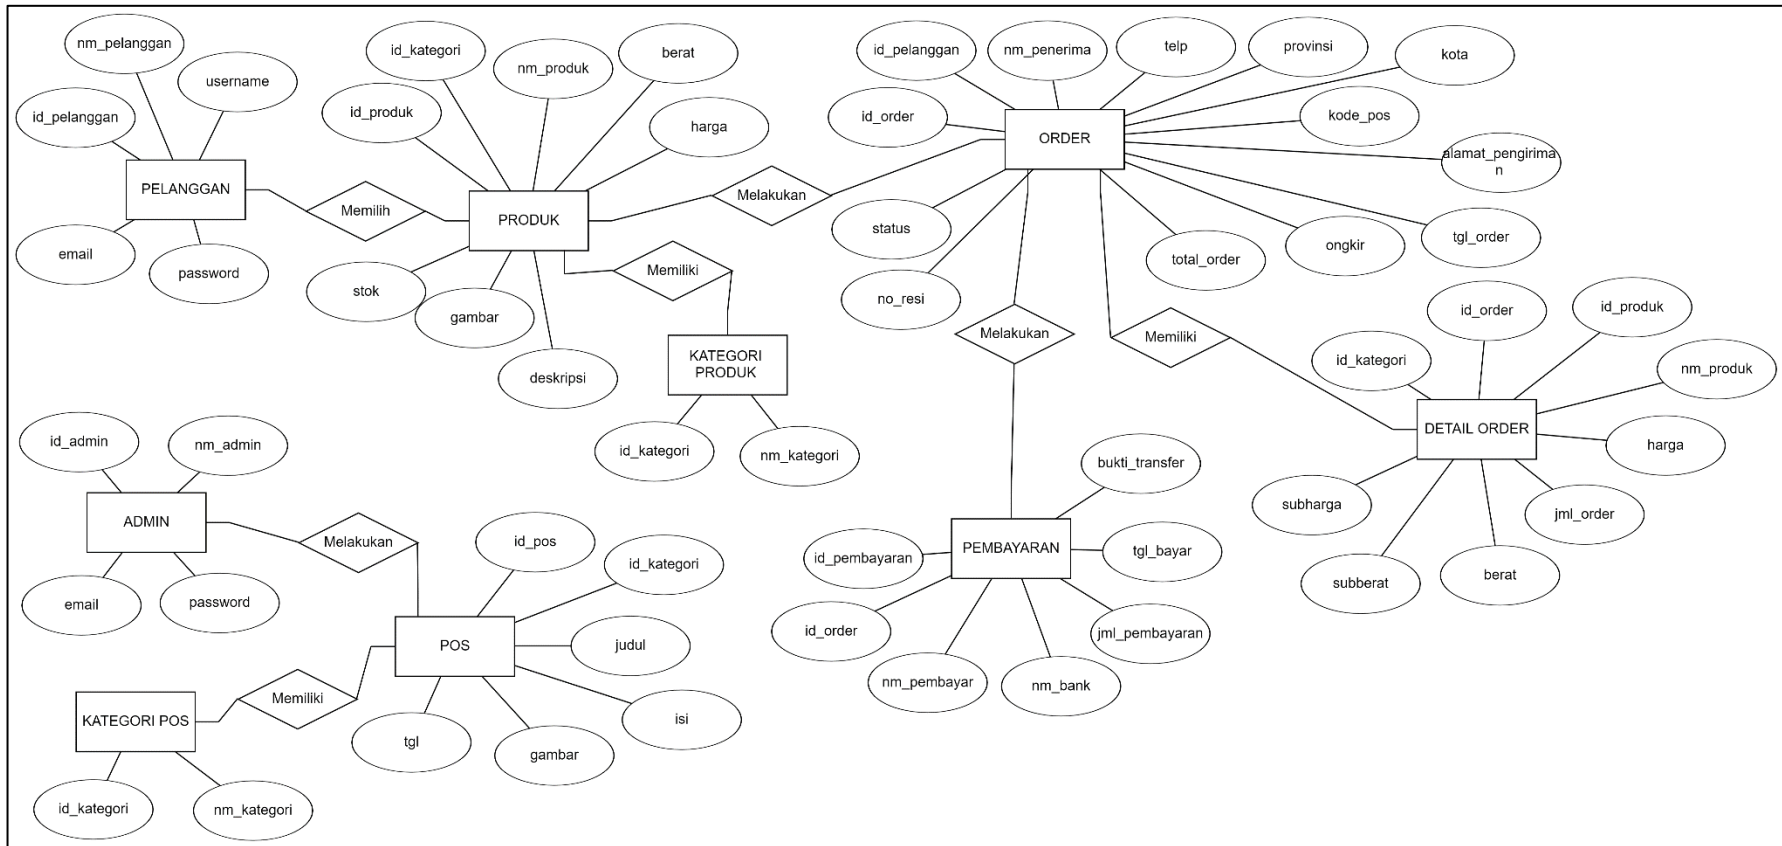 nm_pelanggan
username
id_pelanggan
PELANGGAN
email
password
Memilih
id_kategori
nm_produk
berat
id_produk
harga
PRODUK
stok
gambar
deskripsi
Memiliki
KATEGORI
PRODUK
id_kategori
nm_kategori
Melakukan
id_pelanggan
nm_penerima
telp
provinsi
kota
id_order
ORDER
kode_pos
alamat_pengirima
n
status
no_resi
total_order
ongkir
tgl_order
Melakukan
Memiliki
id_order
id_produk
id_kategori
nm_produk
DETAIL ORDER
harga
subharga
jml_order
subberat
berat
bukti_transfer
id_pembayaran
PEMBAYARAN
tgl_bayar
id_order
jml_pembayaran
nm_pembayar
nm_bank
id_admin
nm_admin
ADMIN
email
password
Melakukan
id_pos
id_kategori
POS
judul
isi
tgl
gambar
Memiliki
KATEGORI POS
id_kategori
nm_kategori